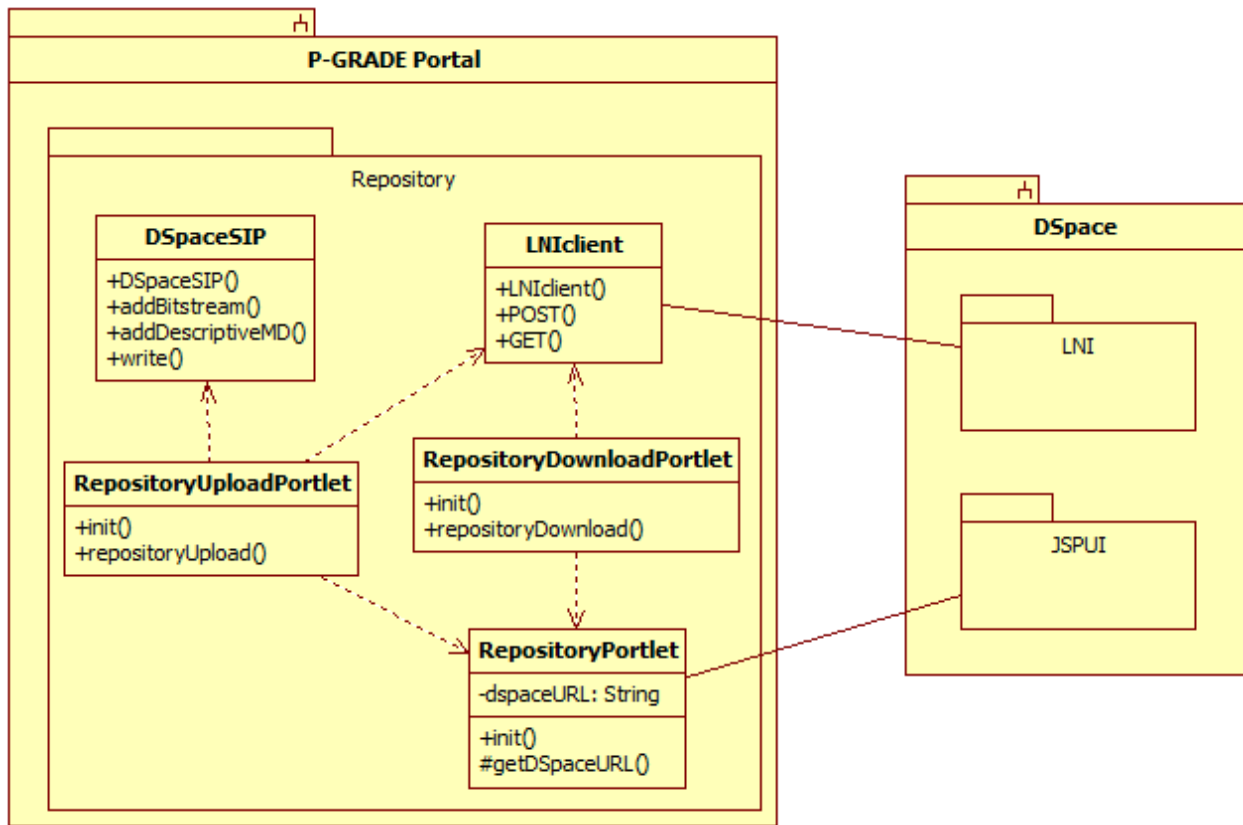 P-GRADE Portal
Repository
DSpaceSIP
+DSpaceSIP()
+addBitstream()
+addDescriptiveMD()
+write()
LNIclient
+LNIclient()
+POST()
+GET()
RepositoryUploadPortlet
+init()
+repositoryUpload()
RepositoryDownloadPortlet
+init()
+repositoryDownload()
RepositoryPortlet
-dspaceURL: String
+init()
#getDSpaceURL()
DSpace
LNI
JSPUI